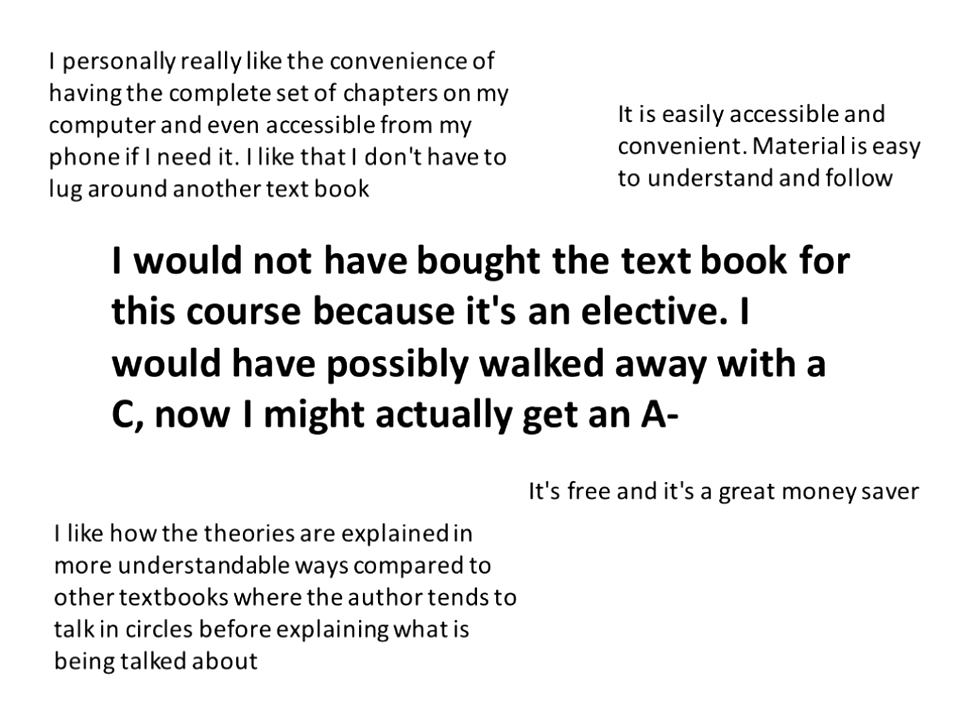 I personally really like the convenience of
having the complete set of chapters on my
computer and even accessible from my
phone if I need it. I like that I don't have to
lug around another text book
It is easily accessible and
convenient. Material is easy
to understand and follow
I would not have bought the text book for
this course because it's an elective. I
would have possibly walked away with a
C, now I might actually get an A-
It's free and it's a great money saver
I like how the theories are explained in
more understandable ways compared to
other textbooks where the author tends to
talk in circles before explaining what is
being talked about